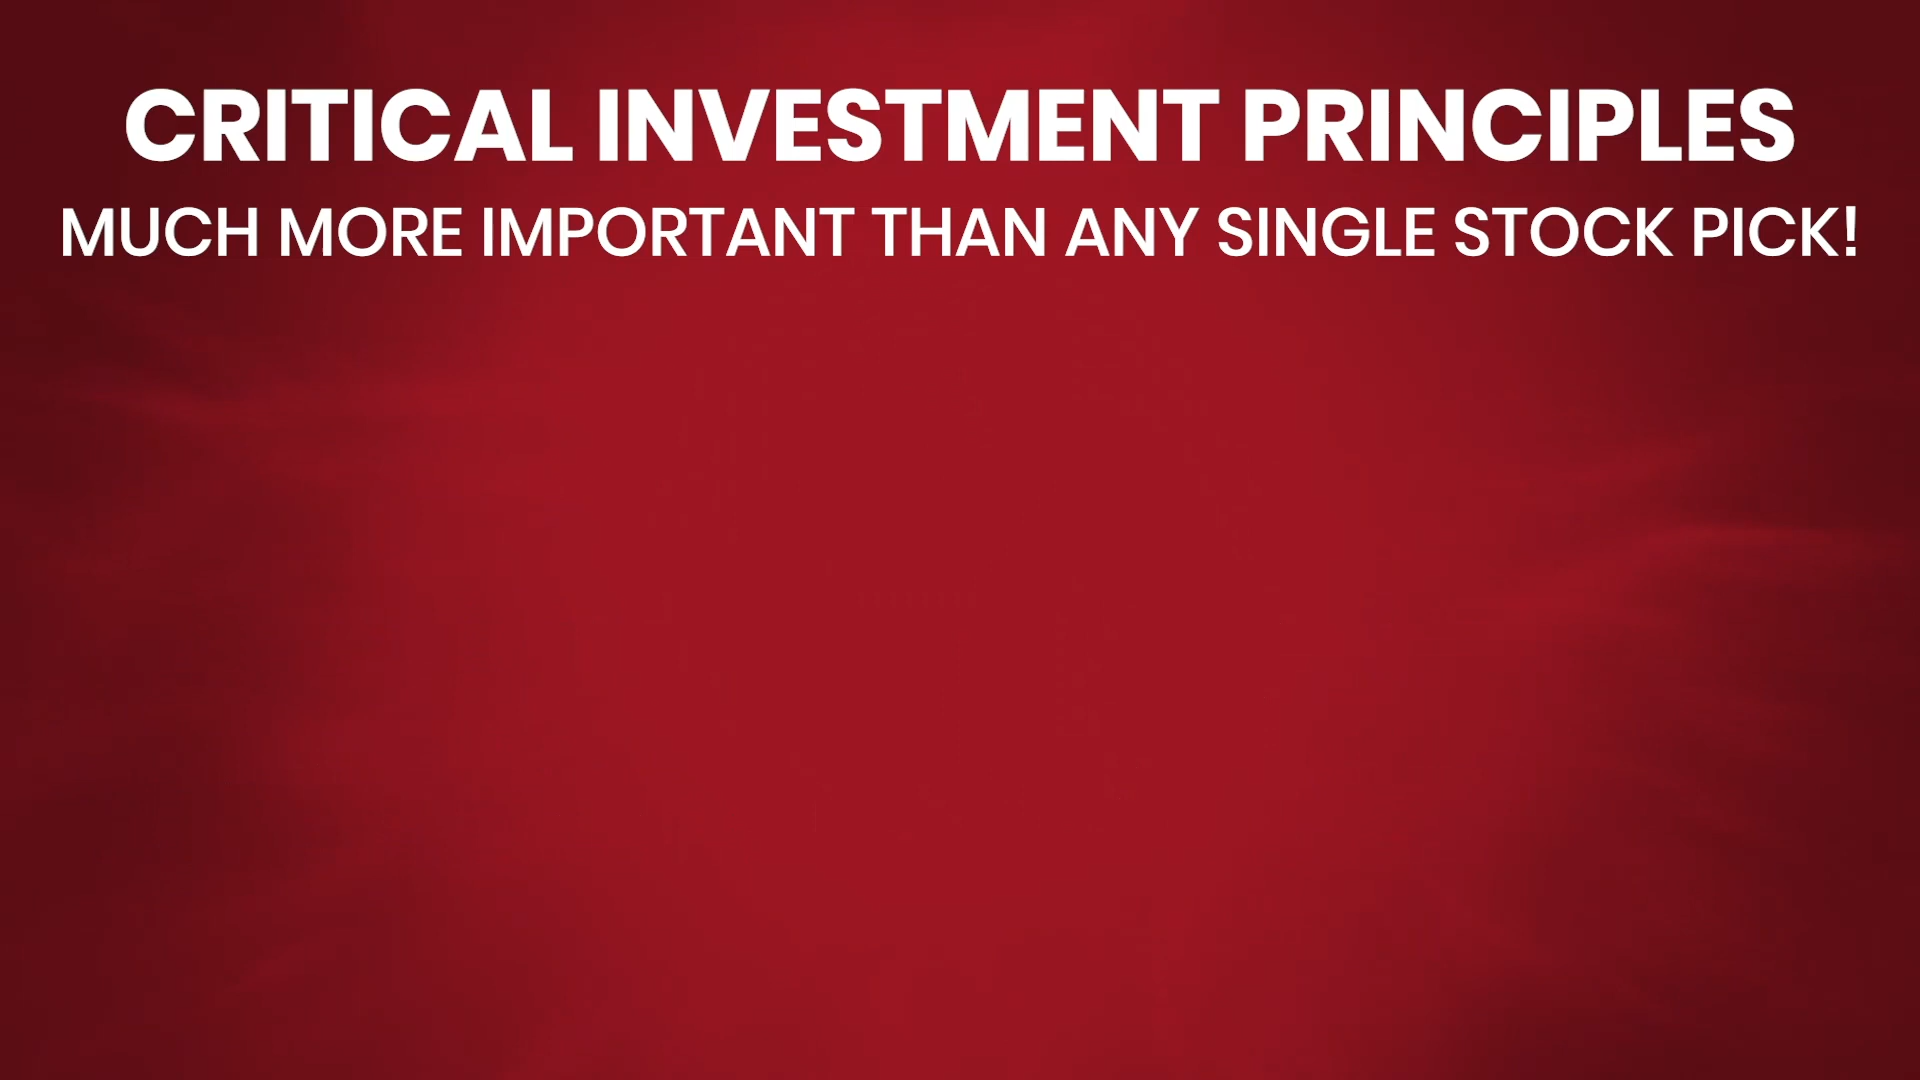 CRITICAL INVESTMENT PRINCIPLES
MUCH MORE IMPORTANT THAN ANY SINGLE STOCK PICK!